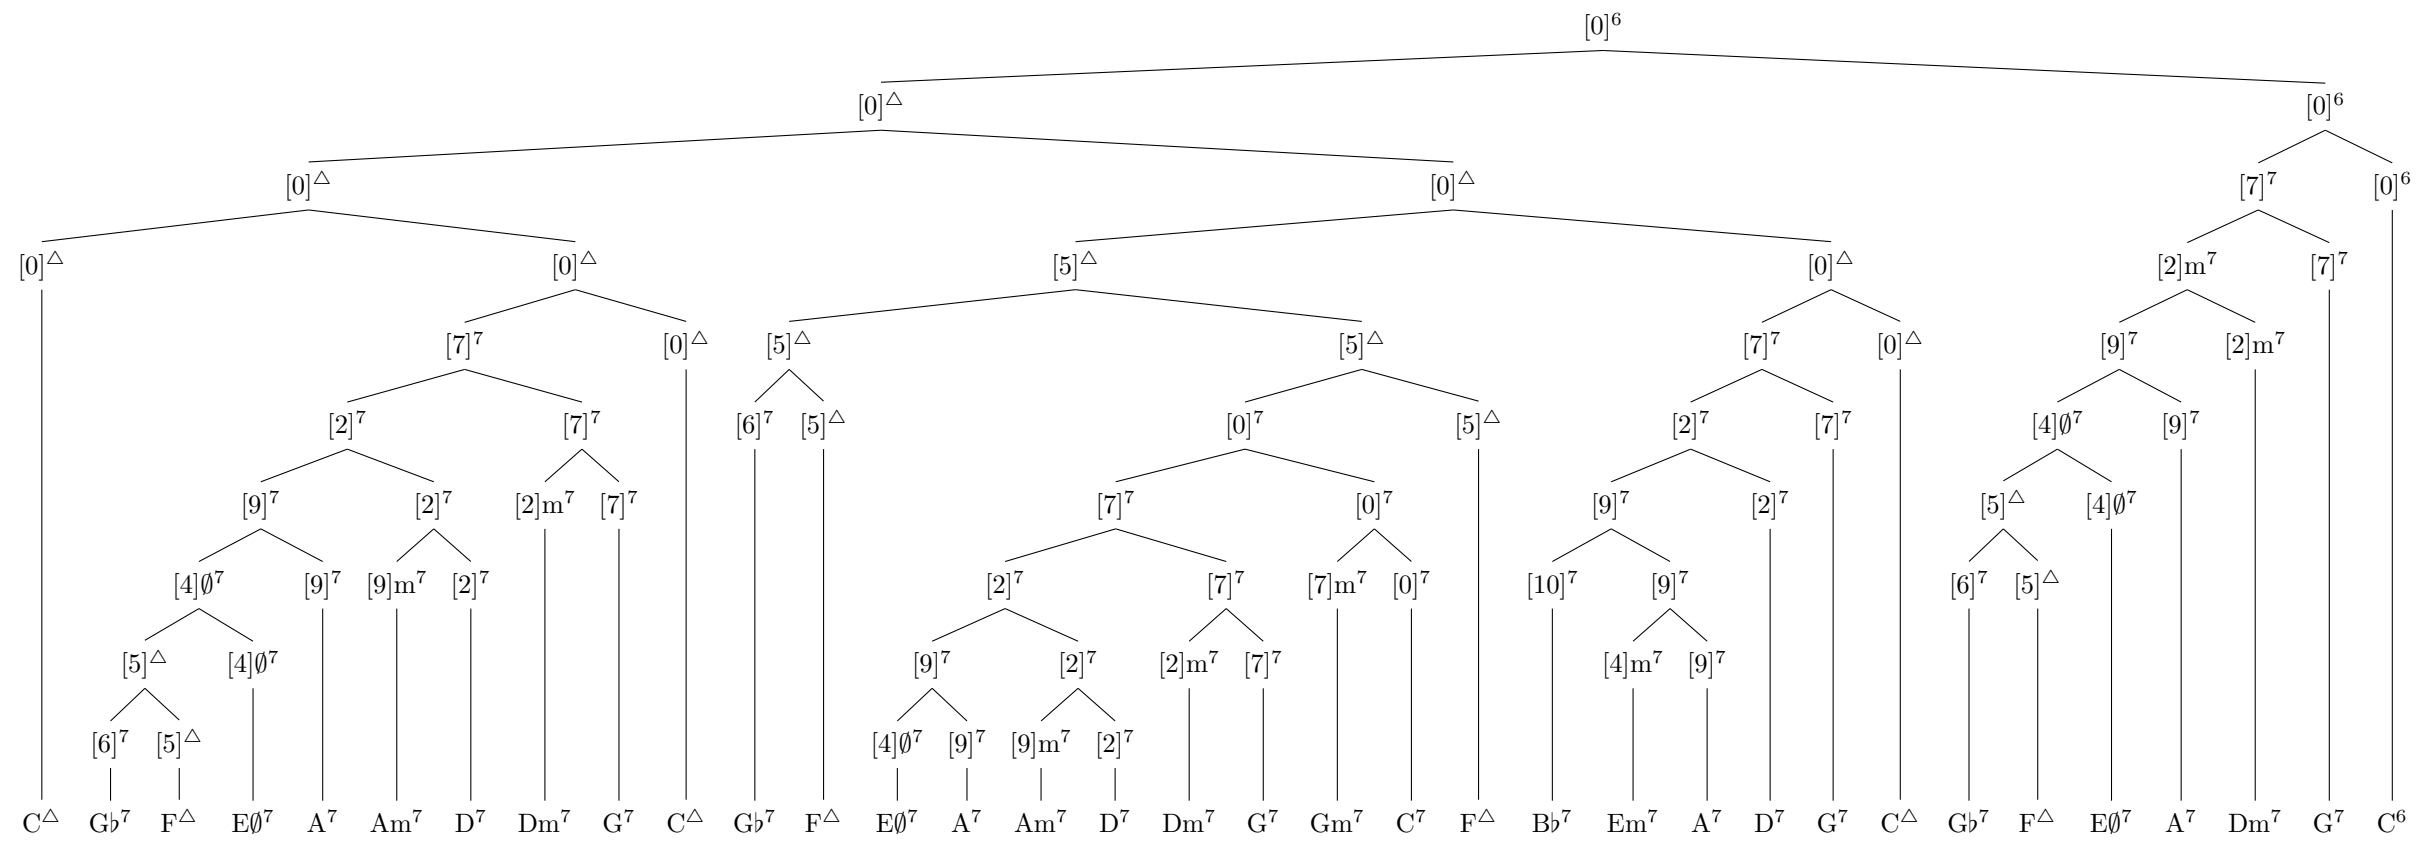 [0]⁶
[0]△ [0]⁶
[0]△ [0]△ [7]⁷ [0]⁶
[0]△ [0]△ [5]△ [0]△ [2]m⁷ [7]⁷
[7]⁷ [0]△ [5]△ [5]△ [7]⁷ [0]△ [9]⁷ [2]m⁷
[2]⁷ [7]⁷ [6]⁷ [5]△ [0]⁷ [5]△ [2]⁷ [7]⁷ [4]∅⁷ [9]⁷
[9]⁷ [2]⁷ [2]m⁷ [7]⁷ [7]⁷ [0]⁷ [9]⁷ [2]⁷ [5]△ [4]∅⁷
[4]∅⁷ [9]⁷ [9]m⁷ [2]⁷ [2]⁷ [7]⁷ [7]m⁷ [0]⁷ [10]⁷ [9]⁷ [6]⁷ [5]△
[5]△ [4]∅⁷ [9]⁷ [2]⁷ [2]m⁷ [7]⁷ [4]m⁷ [9]⁷
[6]⁷ [5]△ [4]∅⁷ [9]⁷ [9]m⁷ [2]⁷
C△ G♭⁷ F△ E∅⁷ A⁷ Am⁷ D⁷ Dm⁷ G⁷ C△ G♭⁷ F△ E∅⁷ A⁷ Am⁷ D⁷ Dm⁷ G⁷ Gm⁷ C⁷ F△ B♭⁷ Em⁷ A⁷ D⁷ G⁷ C△ G♭⁷ F△ E∅⁷ A⁷ Dm⁷ G⁷ C⁶